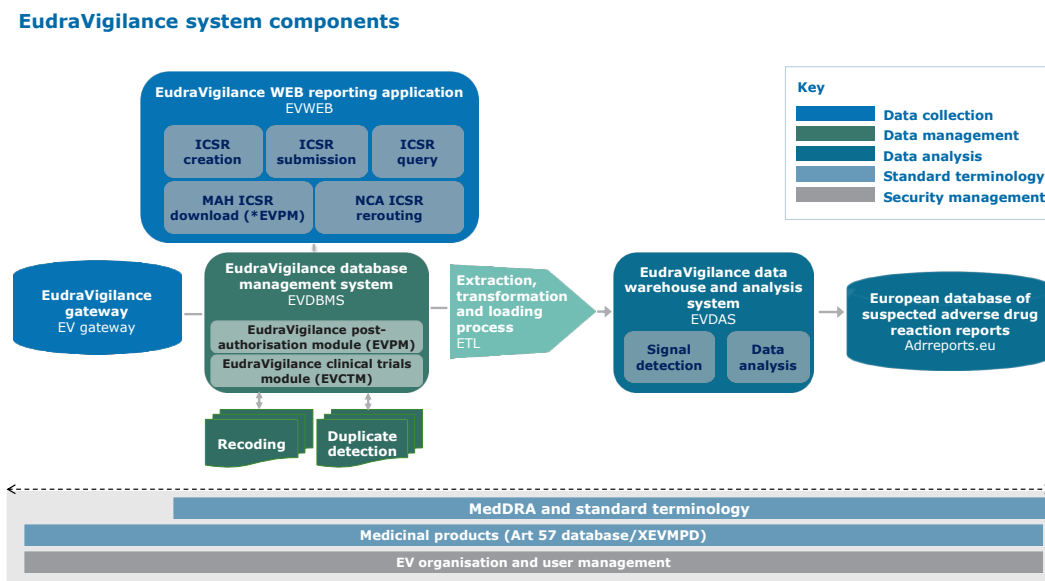 EudraVigilance system components
EudraVigilance WEB reporting application
EVWEB
ICSR
creation
ICSR
submission
ICSR
query
MAH ICSR
download (*EVPM)
NCA ICSR
rerouting
Key
Data collection
Data management
Data analysis
Standard terminology
Security management
EudraVigilance
gateway
EV gateway
EudraVigilance database
management system
EVDBMS
EudraVigilance post-
authorisation module (EVPM)
EudraVigilance clinical trials
module (EVCTM)
Recoding
Duplicate
detection
Extraction,
transformation
and loading
process
ETL
EudraVigilance data
warehouse and analysis
system
EVDAS
Signal
detection
Data
analysis
European database of
suspected adverse drug
reaction reports
Adrreports.eu
MedDRA and standard terminology
Medicinal products (Art 57 database/XEVMPD)
EV organisation and user management